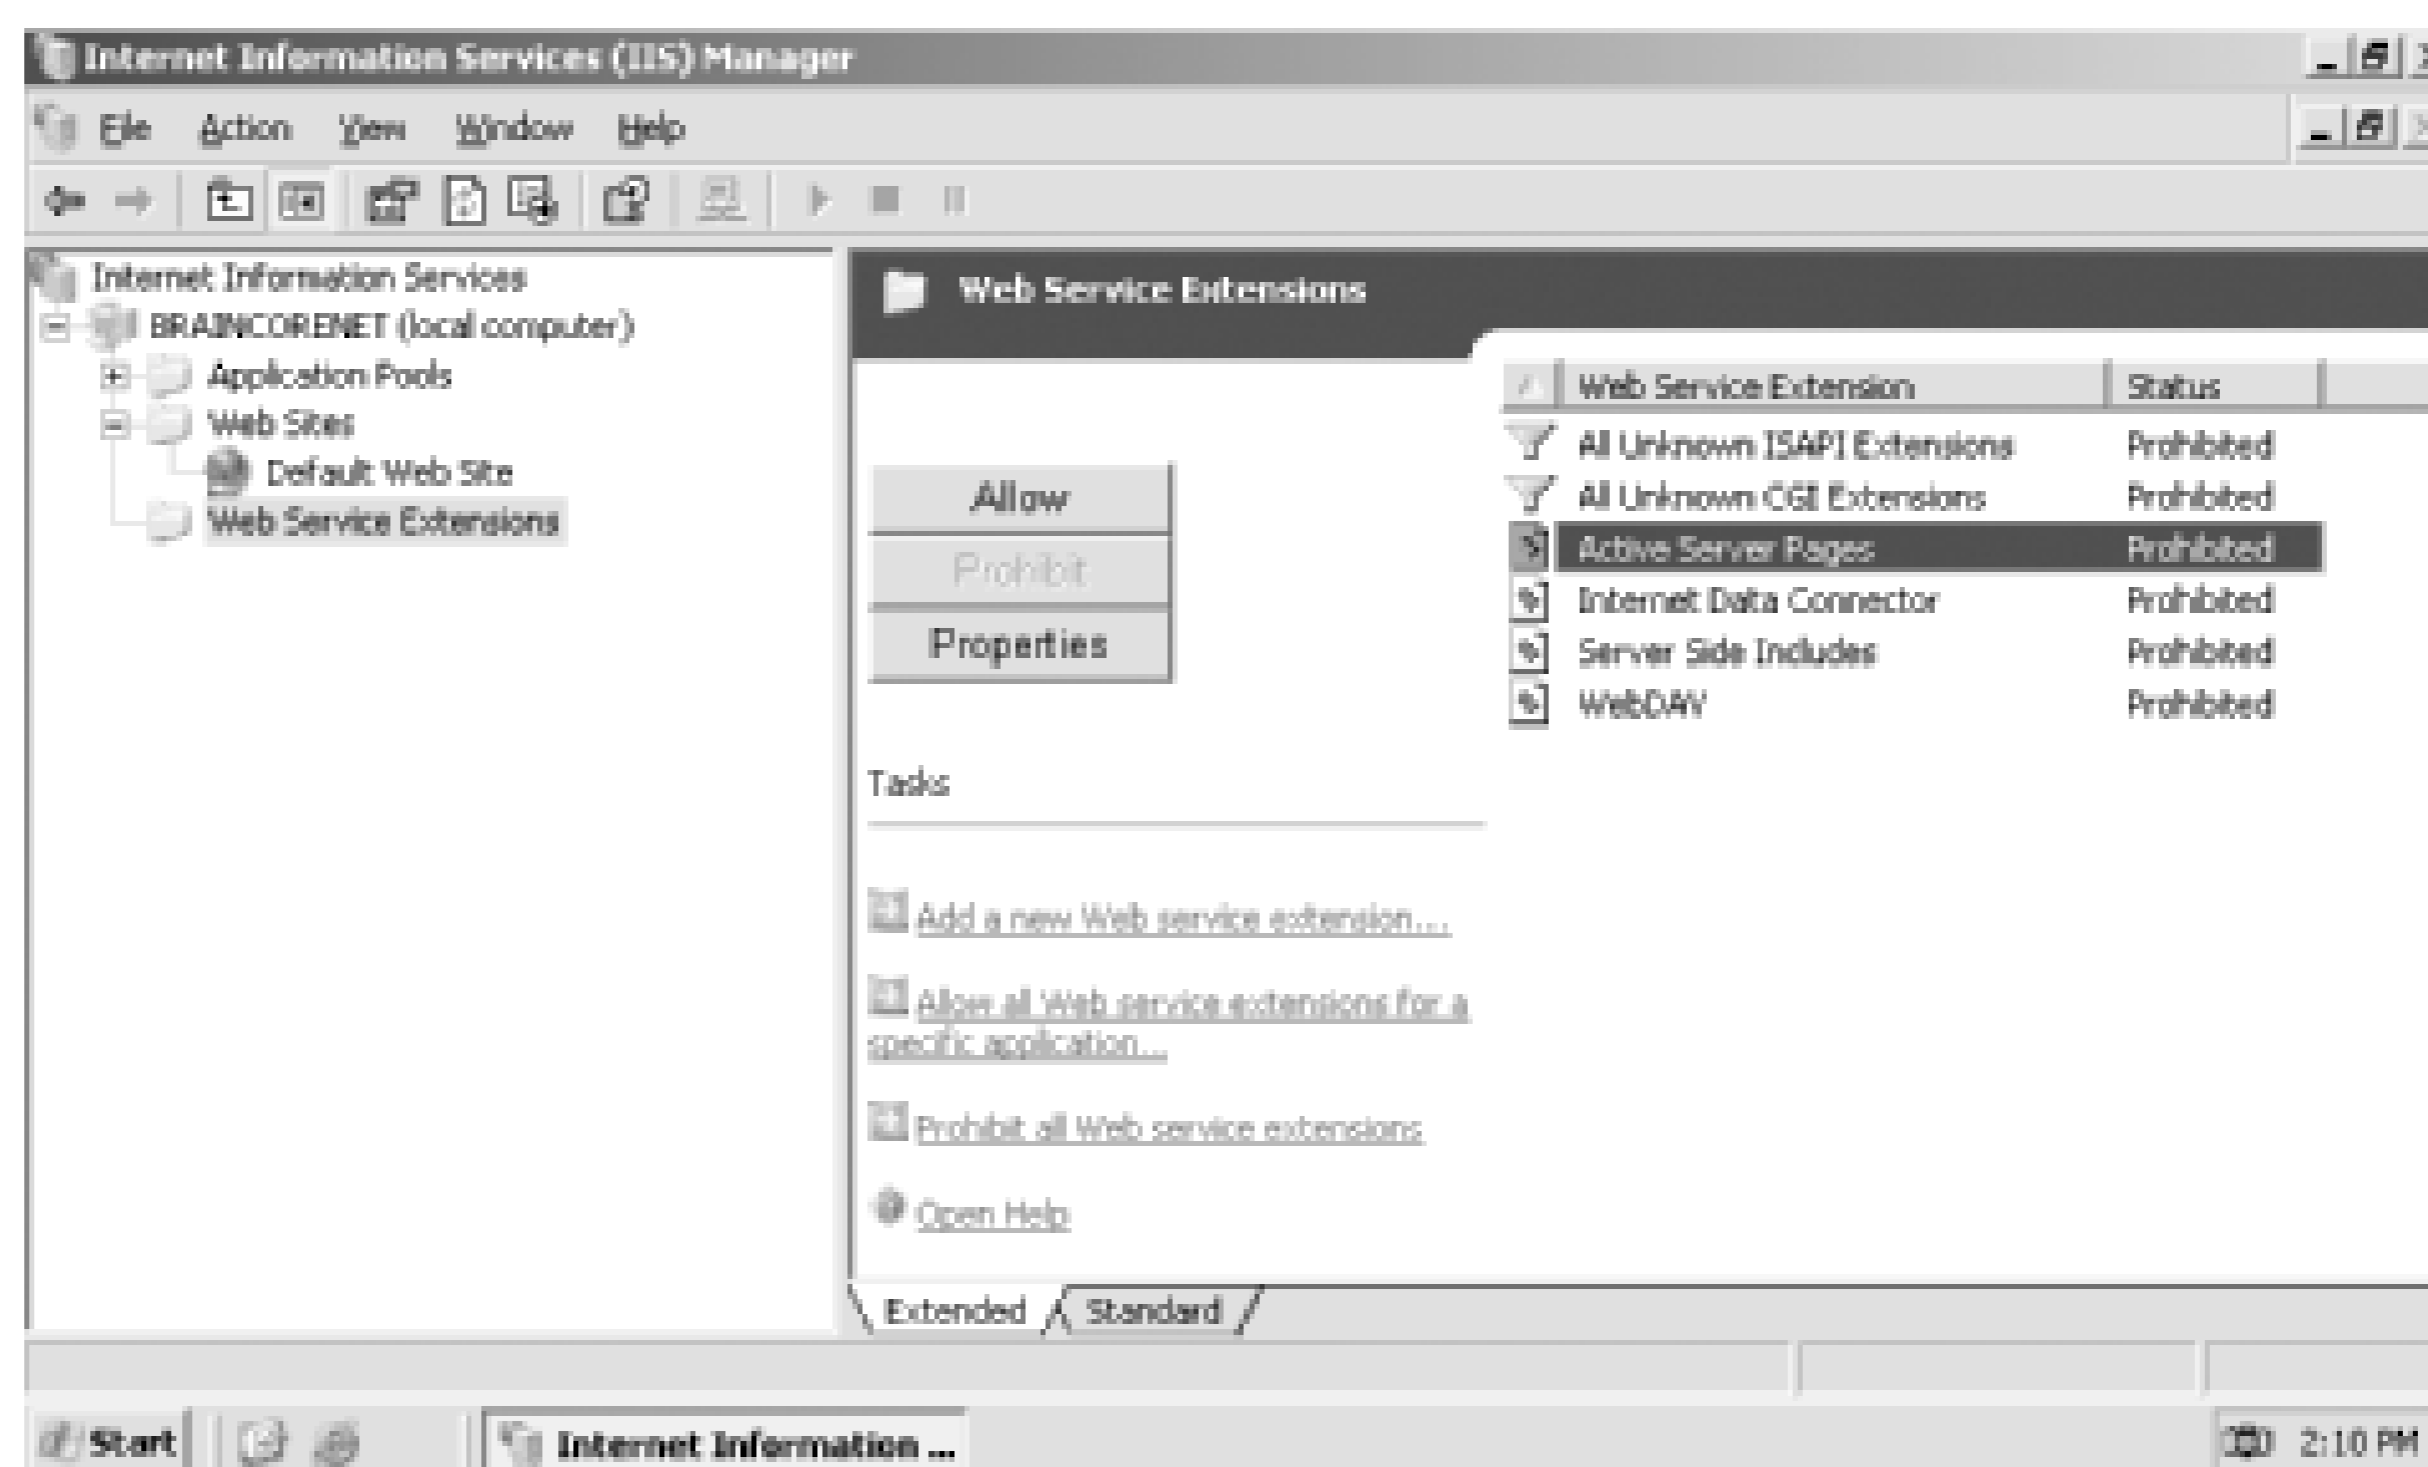 Internet Information Services (IIS) Manager
File Action View Window Help
Internet Information Services
BRAINCORENET (local computer)
Application Pools
Web Sites
Default Web Site
Web Service Extensions
Web Service Extensions
Allow
Prohibit
Properties
Tasks
Add a new Web service extension...
Allow all Web service extensions for a
specific application...
Prohibit all Web service extensions
Open Help
Web Service Extension Status
All Unknown ISAPI Extensions Prohibited
All Unknown CGI Extensions Prohibited
Active Server Pages Prohibited
Internet Data Connector Prohibited
Server Side Includes Prohibited
WebDAV Prohibited
Extended Standard
Start Internet Information ... 2:10 PM